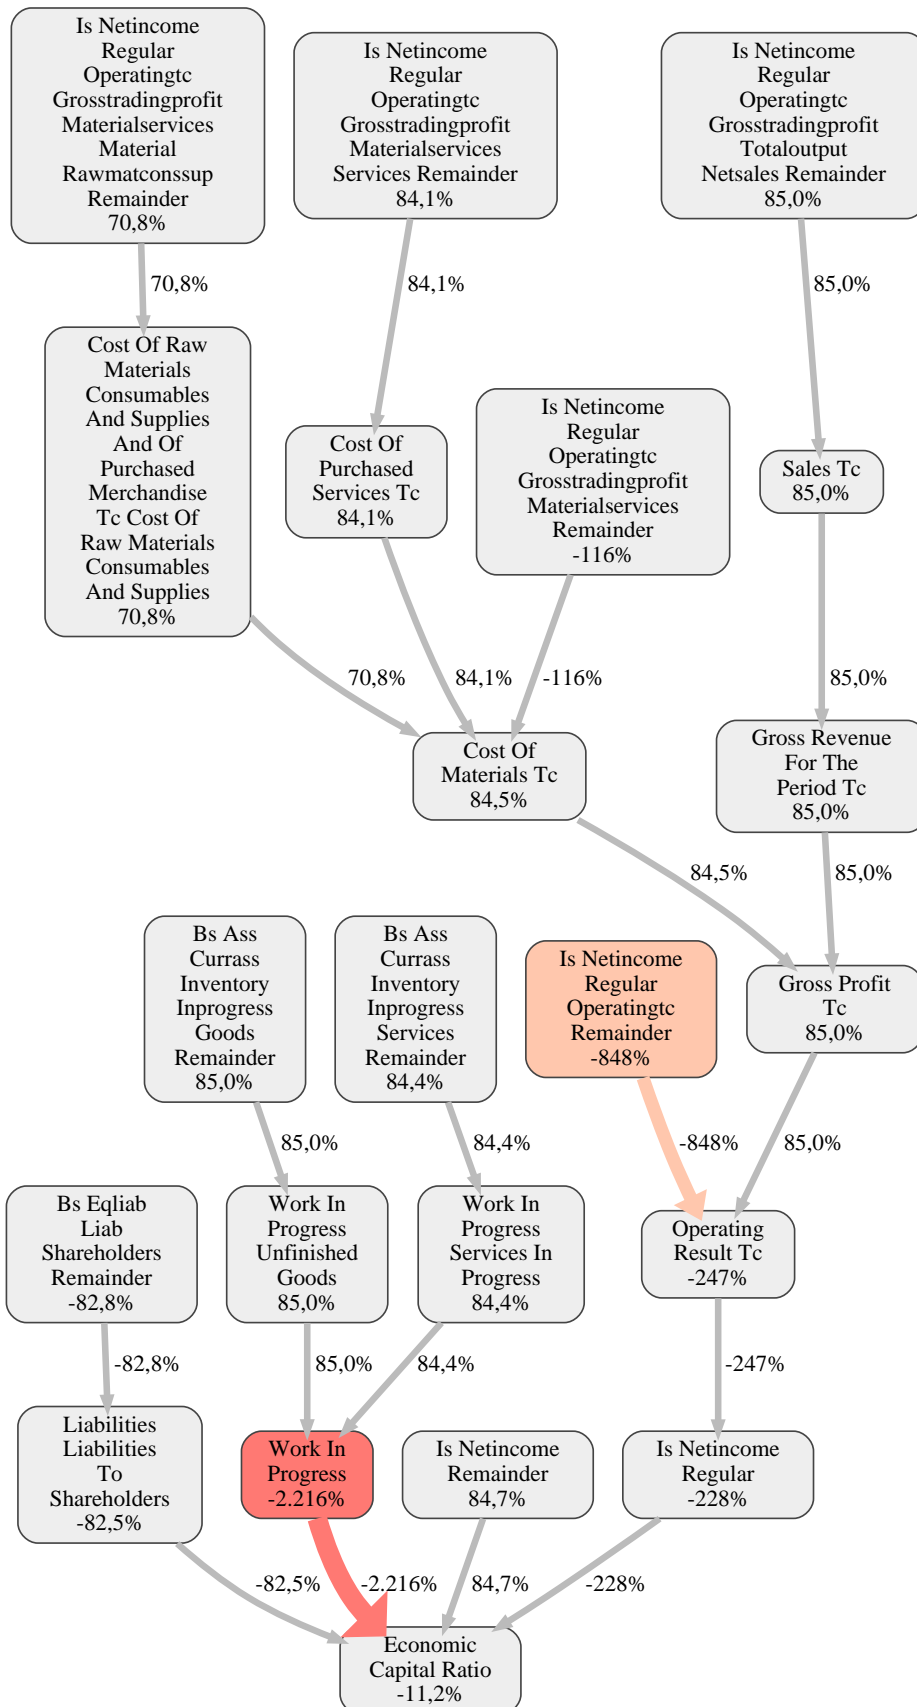 Is Netincome
Regular
Operatingtc
Grosstradingprofit
Materialservices
Material
Rawmatconssup
Remainder
70,8%
Is Netincome
Regular
Operatingtc
Grosstradingprofit
Materialservices
Services Remainder
84,1%
Is Netincome
Regular
Operatingtc
Grosstradingprofit
Totaloutput
Netsales Remainder
85,0%
70,8%
84,1%
85,0%
Cost Of Raw
Materials
Consumables
And Supplies
And Of
Purchased
Merchandise
Tc Cost Of
Raw Materials
Consumables
And Supplies
70,8%
Cost Of
Purchased
Services Tc
84,1%
Is Netincome
Regular
Operatingtc
Grosstradingprofit
Materialservices
Remainder
-116%
Sales Tc
85,0%
70,8%
84,1%
-116%
85,0%
Cost Of
Materials Tc
84,5%
Gross Revenue
For The
Period Tc
85,0%
84,5%
85,0%
Bs Ass
Currass
Inventory
Inprogress
Goods
Remainder
85,0%
Bs Ass
Currass
Inventory
Inprogress
Services
Remainder
84,4%
Is Netincome
Regular
Operatingtc
Remainder
-848%
Gross Profit
Tc
85,0%
85,0%
84,4%
-848%
85,0%
Bs Eqliab
Liab
Shareholders
Remainder
-82,8%
Work In
Progress
Unfinished
Goods
85,0%
Work In
Progress
Services In
Progress
84,4%
Operating
Result Tc
-247%
-82,8%
85,0%
84,4%
-247%
Liabilities
Liabilities
To
Shareholders
-82,5%
Work In
Progress
-2.216%
Is Netincome
Remainder
84,7%
Is Netincome
Regular
-228%
-82,5%
-2.216%
84,7%
-228%
Economic
Capital Ratio
-11,2%